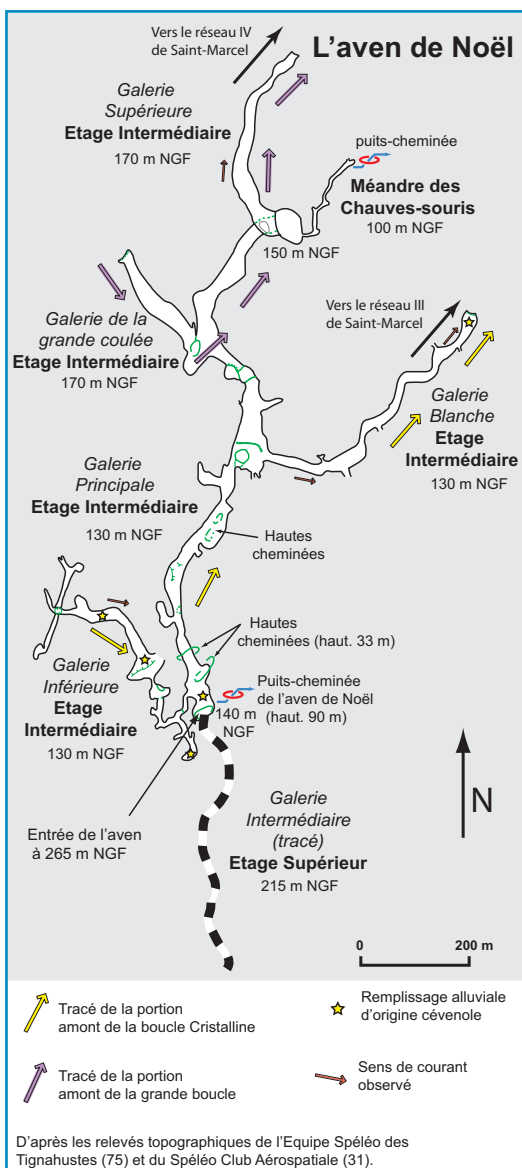 L'aven de Noël
Vers le réseau IV
de Saint-Marcel
Galerie
Supérieure
Etage Intermédiaire
170 m NGF
puits-cheminée
Méandre des
Chauves-souris
100 m NGF
150 m NGF
Vers le réseau III
de Saint-Marcel
Galerie de la
grande coulée
Etage Intermédiaire
170 m NGF
Galerie
Blanche
Etage
Intermédiaire
130 m NGF
Galerie
Principale
Etage Intermédiaire
130 m NGF
Hautes
cheminées
Hautes
cheminées (haut. 33 m)
Galerie
Inférieure
Etage
Intermédiaire
130 m NGF
Puits-cheminée
de l'aven de Noël
(haut. 90 m)
140 m
NGF
Entrée de l'aven
à 265 m NGF
Galerie
Intermédiaire
(tracé)
Etage Supérieur
215 m NGF
N
0 200 m
Tracé de la portion
amont de la boucle Cristalline
Remplissage alluviale
d'origine cévenole
Tracé de la portion
amont de la grande boucle
Sens de courant
observé
D'après les relevés topographiques de l'Equipe Spéléo des
Tignahustes (75) et du Spéléo Club Aérospatiale (31).